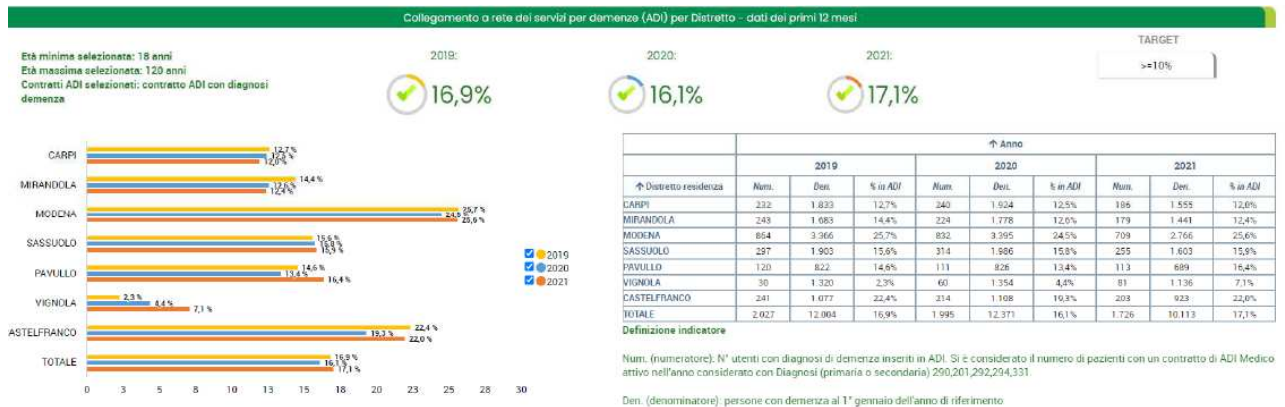 Collegamento a rete dei servizi per demenze (ADI) per Distretto - dati dei primi 12 mesi
Età minima selezionata: 18 anni
Età massima selezionata: 120 anni
Contratti ADI selezionati: contratto ADI con diagnosi
demenza
2019:
16,9%
2020:
16,1%
2021:
17,1%
TARGET
>=10%
CARPI
12,7 %
12,5 %
12,0 %
MIRANDOLA
14,4 %
12,6 %
12,4 %
MODENA
25,7 %
24,5 %
25,6 %
SASSUOLO
15,6 %
15,8 %
15,9 %
PAVULLO
14,6 %
13,4 %
16,4 %
VIGNOLA
2,3 %
4,4 %
7,1 %
ASTELFRANCO
22,4 %
19,3 %
22,0 %
TOTALE
16,9 %
16,1 %
17,1 %
0 3 5 8 10 13 15 18 20 23 25 28 30
2019
2020
2021
↑ Anno
2019 2020 2021
↑ Distretto residenza Num. Den. % in ADI Num. Den. % in ADI Num. Den. % in ADI
CARPI 232 1.833 12,7% 240 1.924 12,5% 186 1.555 12,0%
MIRANDOLA 243 1.683 14,4% 224 1.778 12,6% 179 1.441 12,4%
MODENA 864 3.366 25,7% 832 3.395 24,5% 709 2.766 25,6%
SASSUOLO 297 1.903 15,6% 314 1.986 15,8% 255 1.603 15,9%
PAVULLO 120 822 14,6% 111 826 13,4% 113 689 16,4%
VIGNOLA 30 1.320 2,3% 60 1.354 4,4% 81 1.136 7,1%
CASTELFRANCO 241 1.077 22,4% 214 1.108 19,3% 203 923 22,0%
TOTALE 2.027 12.004 16,9% 1.995 12.371 16,1% 1.726 10.113 17,1%
Definizione indicatore
Num. (numeratore): N° utenti con diagnosi di demenza inseriti in ADI. Si è considerato il numero di pazienti con un contratto di ADI Medico
attivo nell'anno considerato con Diagnosi (primaria o secondaria) 290,201,292,294,331.
Den. (denominatore): persone con demenza al 1° gennaio dell'anno di riferimento